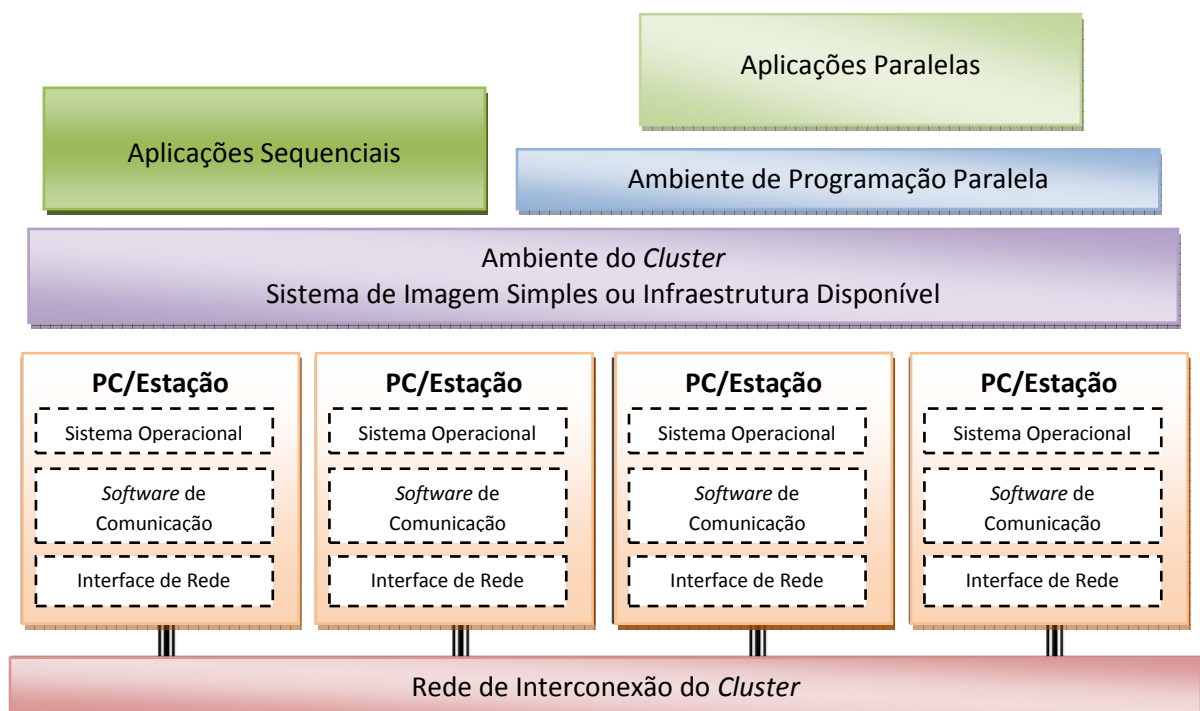 Aplicações Paralelas
Aplicações Sequenciais
Ambiente de Programação Paralela
Ambiente do Cluster
Sistema de Imagem Simples ou Infraestrutura Disponível
PC/Estação
Sistema Operacional
Software de
Comunicação
Interface de Rede
PC/Estação
Sistema Operacional
Software de
Comunicação
Interface de Rede
PC/Estação
Sistema Operacional
Software de
Comunicação
Interface de Rede
PC/Estação
Sistema Operacional
Software de
Comunicação
Interface de Rede
Rede de Interconexão do Cluster